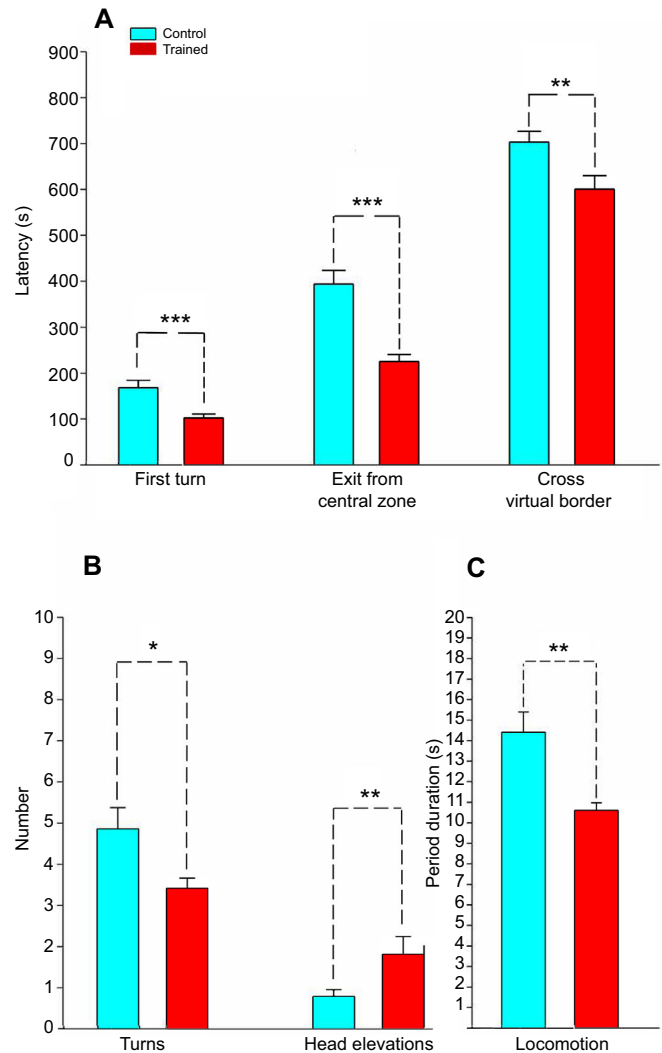 A
Control
Trained
Latency (s)
900
800
700
600
500
400
300
200
100
0
***
***
**
First turn
Exit from
central zone
Cross
virtual border
B
Number
10
9
8
7
6
5
4
3
2
1
0
*
**
Turns
Head elevations
C
Period duration (s)
20
19
18
17
16
15
14
13
12
11
10
9
8
7
6
5
4
3
2
1
**
Locomotion